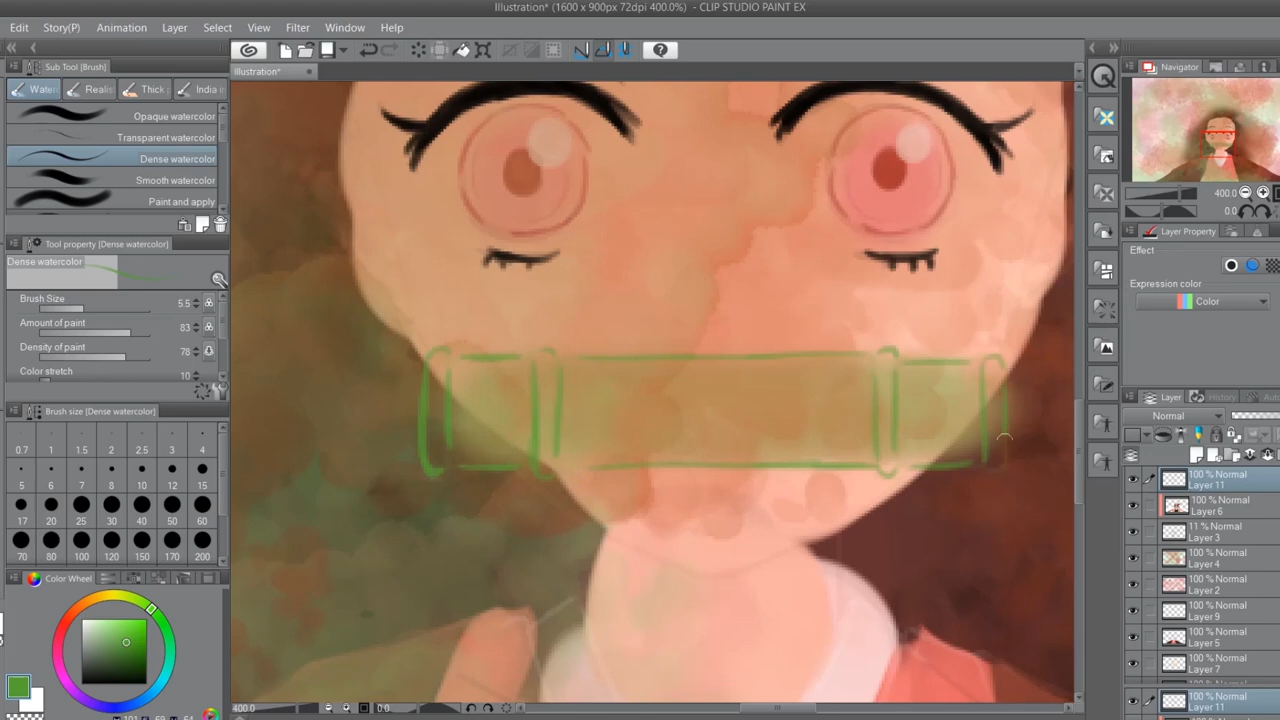 Illustration* (1600 x 900px 72dpi 400.0%) - CLIP STUDIO PAINT EX
Edit Story(P) Animation Layer Select View Filter Window Help
Sub Tool [Brush]
Illustration*
Navigator
Water Realis Thick India in
Opaque watercolor
Transparent watercolor
Dense watercolor
Smooth watercolor
Paint and apply
400.0
0.0
Tool property [Dense watercolor]
Layer Property
Dense watercolor
Effect
Expression color
Color
Brush Size 5.5
Amount of paint 83
Density of paint 78
Color stretch 10
Brush size [Dense watercolor]
Layer History Auto
Normal
0.7 1 1.5 2 2.5 3 4
5 6 7 8 10 12 15
17 20 25 30 40 50 60
70 80 100 120 150 170 200
Color Wheel
100 % Normal
Layer 11
100 % Normal
Layer 6
11 % Normal
Layer 3
100 % Normal
Layer 4
100 % Normal
Layer 2
100 % Normal
Layer 9
100 % Normal
Layer 5
100 % Normal
Layer 7
100 % Normal
Layer 11
400.0 0.0